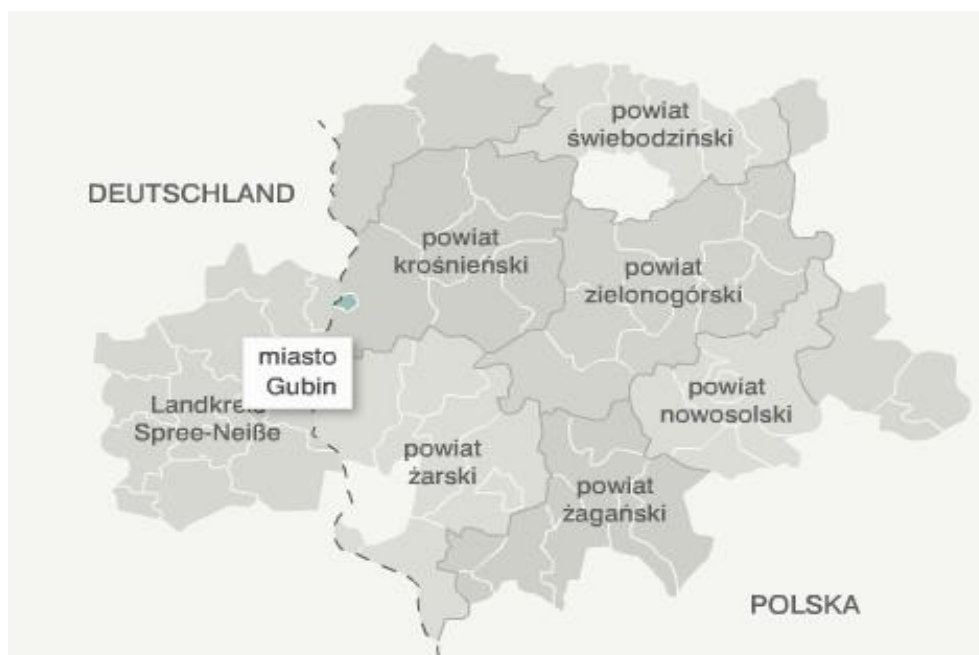 powiat
świebodziński
DEUTSCHLAND
powiat
krośnieński
powiat
zielonogórski
miasto
Gubin
powiat
nowosolski
Landkreis
Spree-Neiße
powiat
żarski
powiat
żagański
POLSKA